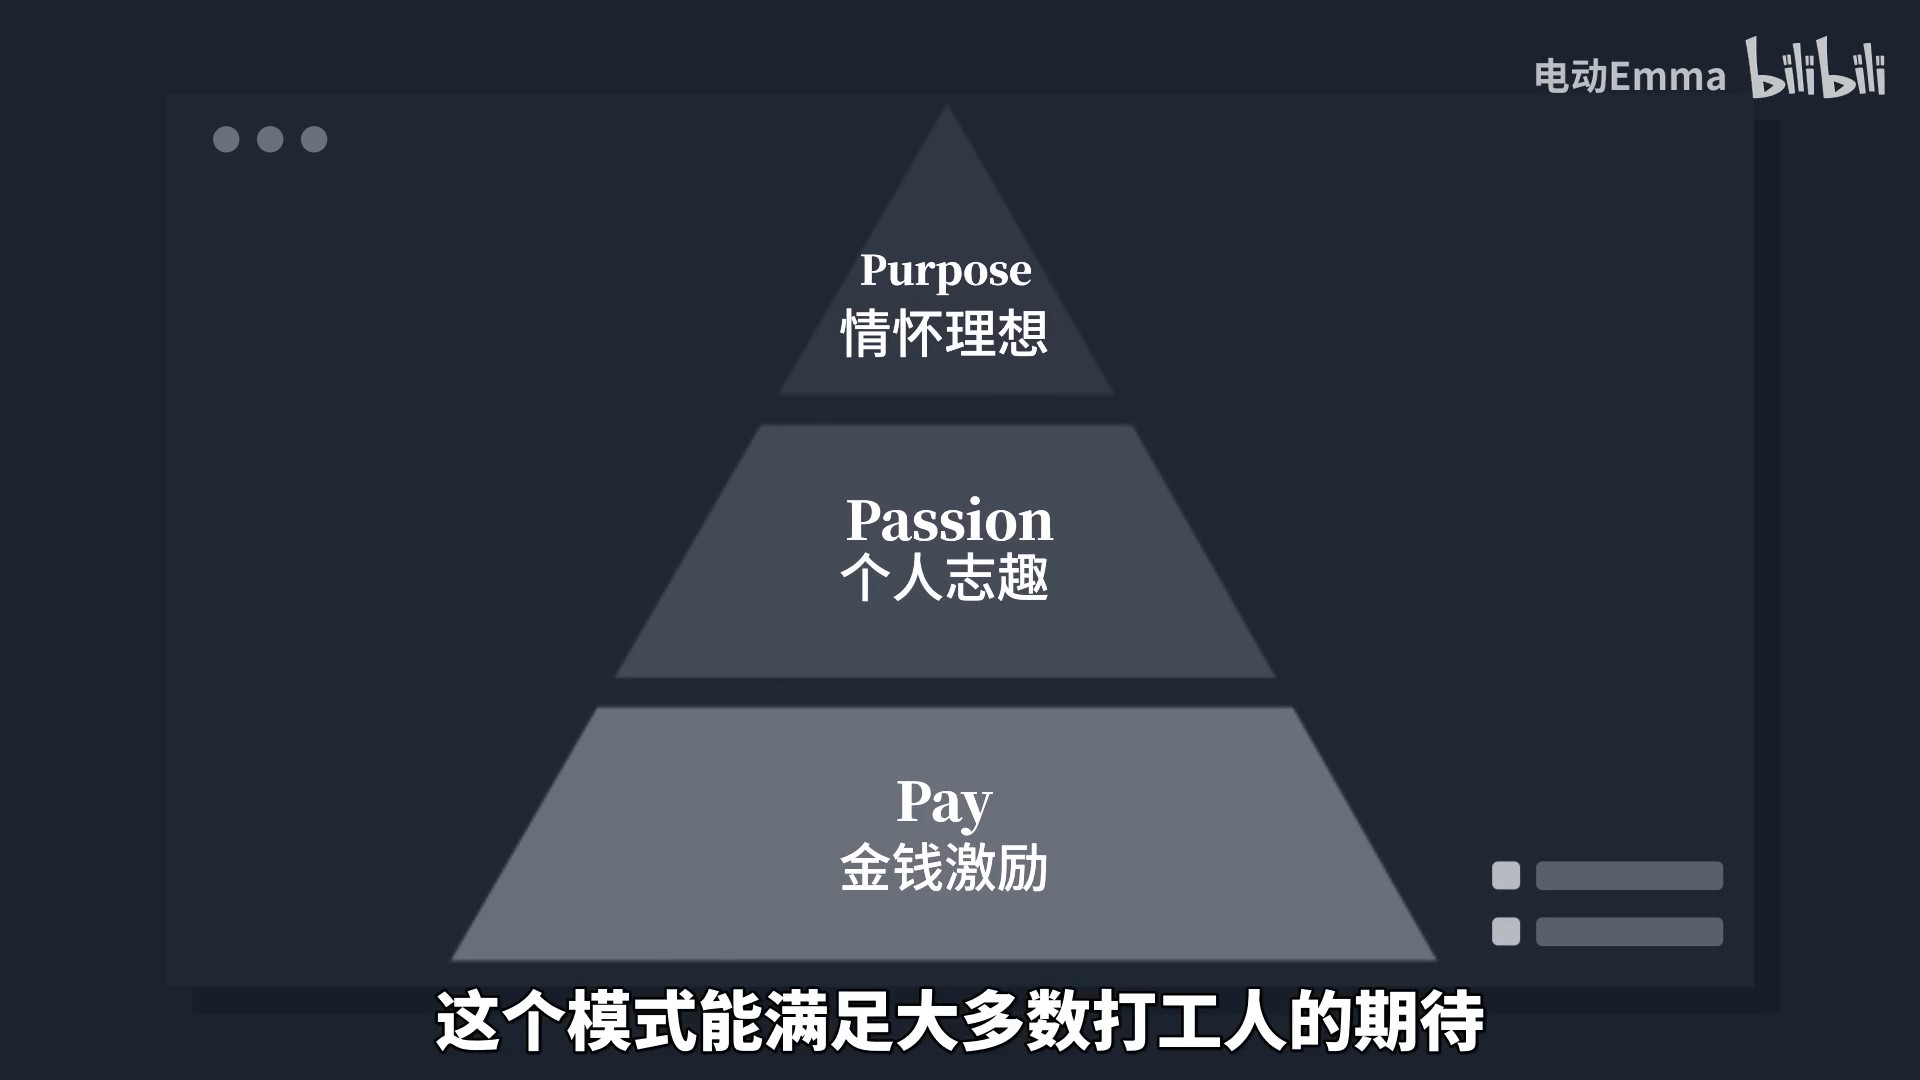 电动Emma bilibili
Purpose
情怀理想
Passion
个人志趣
Pay
金钱激励
这个模式能满足大多数打工人的期待